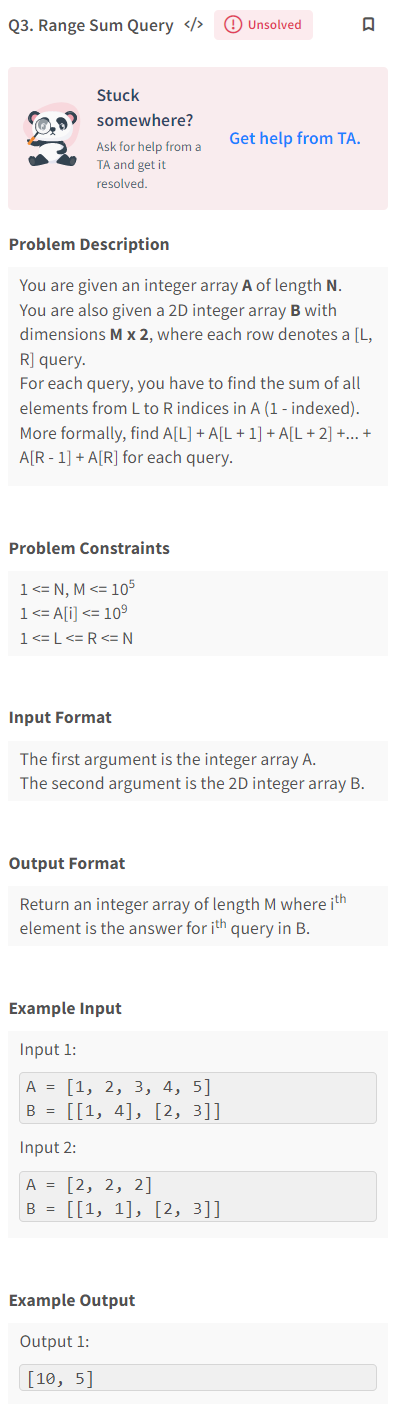 Q3. Range Sum Query </> Unsolved
Stuck
somewhere?
Ask for help from a
TA and get it
resolved.
Get help from TA.
Problem Description
You are given an integer array A of length N.
You are also given a 2D integer array B with
dimensions M x 2, where each row denotes a [L,
R] query.
For each query, you have to find the sum of all
elements from L to R indices in A (1 - indexed).
More formally, find A[L] + A[L + 1] + A[L + 2] +... +
A[R - 1] + A[R] for each query.
Problem Constraints
1 <= N, M <= 10^5
1 <= A[i] <= 10^9
1 <= L <= R <= N
Input Format
The first argument is the integer array A.
The second argument is the 2D integer array B.
Output Format
Return an integer array of length M where ith
element is the answer for ith query in B.
Example Input
Input 1:
A = [1, 2, 3, 4, 5]
B = [[1, 4], [2, 3]]
Input 2:
A = [2, 2, 2]
B = [[1, 1], [2, 3]]
Example Output
Output 1:
[10, 5]